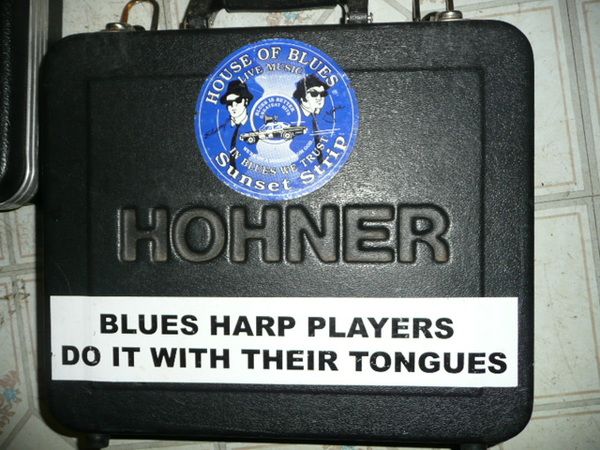 HOUSE OF BLUES
LIVE MUSIC
IN BLUES WE TRUST
Sunset Strip
HOHNER
BLUES HARP PLAYERS
DO IT WITH THEIR TONGUES